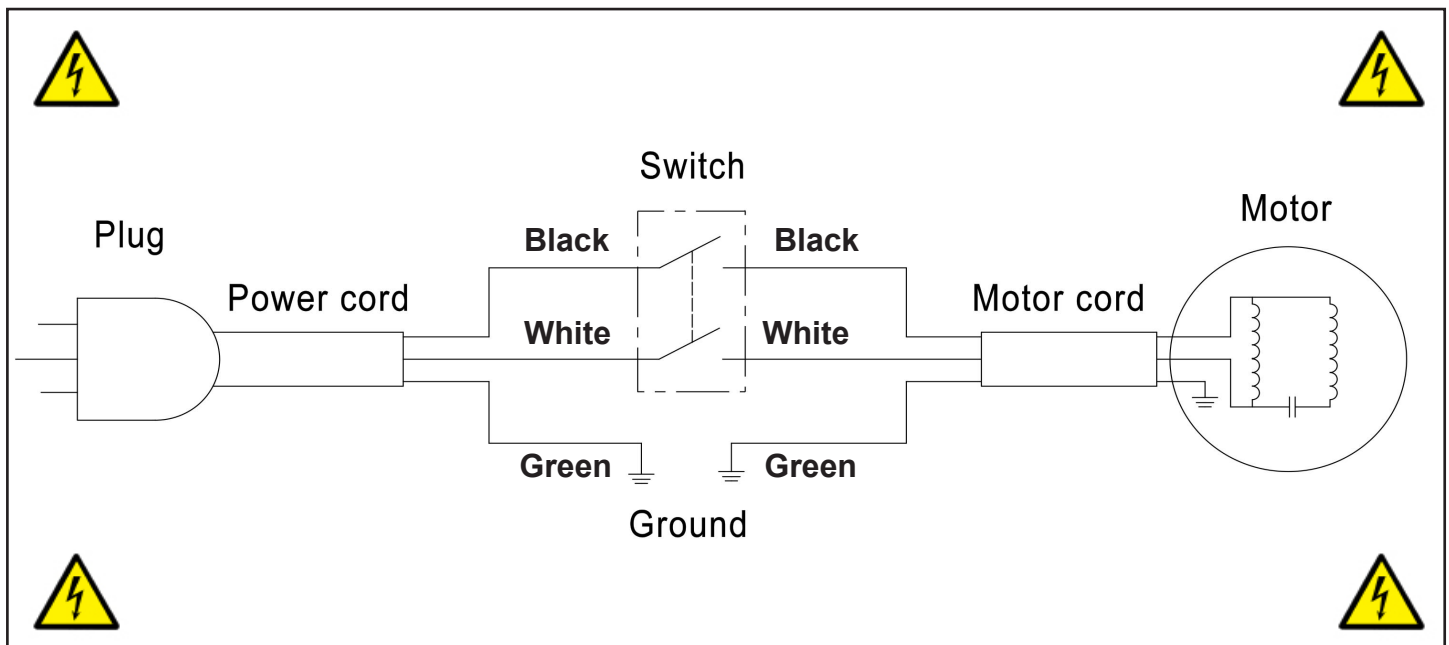 Switch
Plug
Motor
Black
Black
Power cord
Motor cord
White
White
Green
Green
Ground